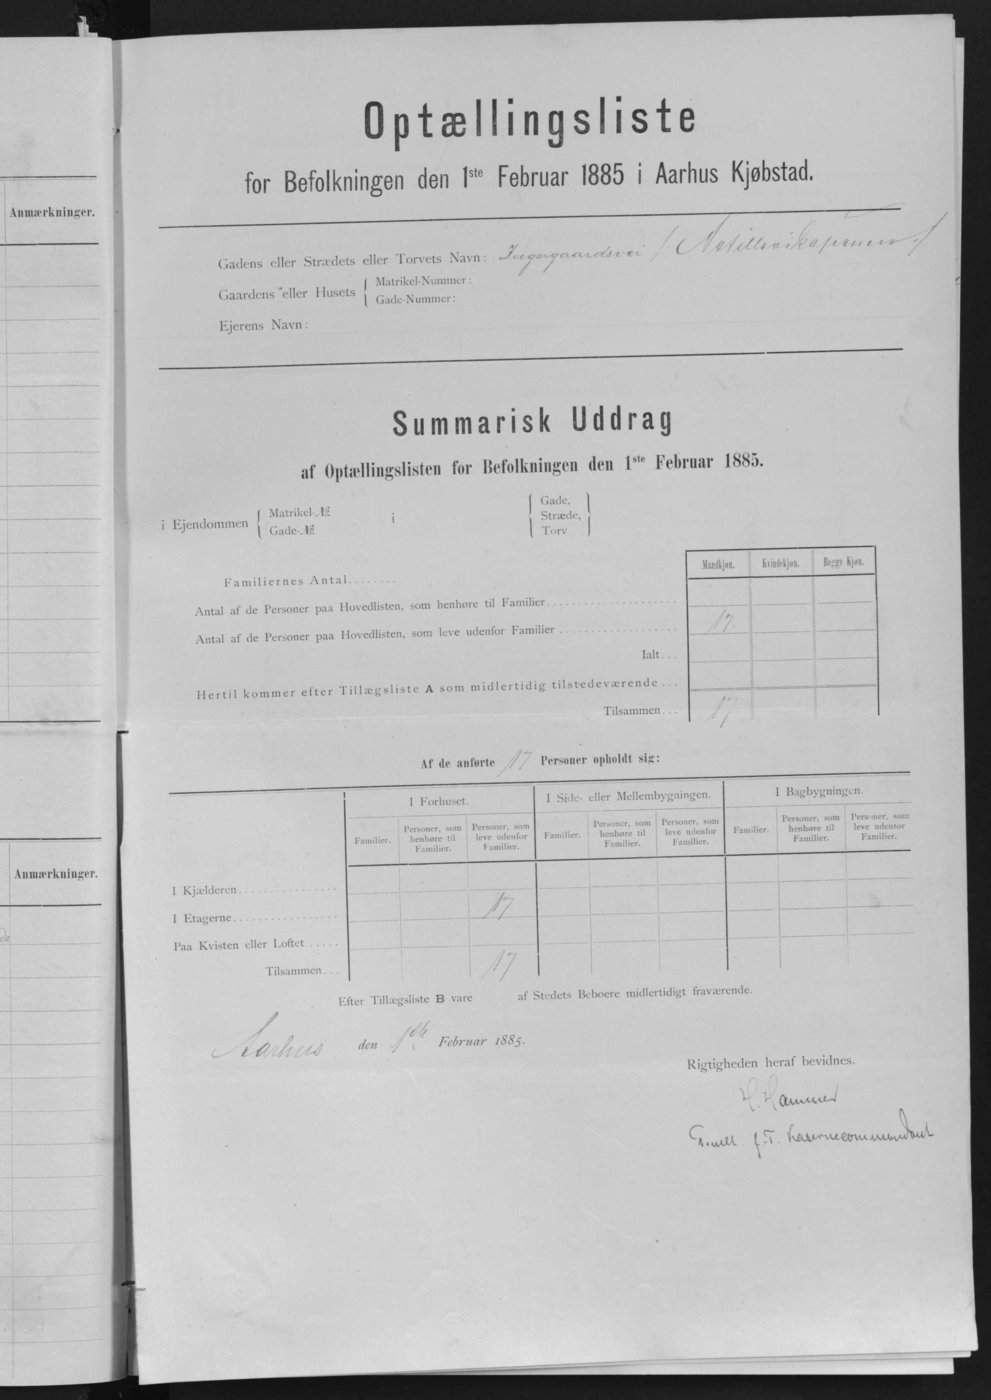 Anmærkninger.
Anmærkninger.
Optællingsliste
for Befolkningen den 1ste Februar 1885 i Aarhus Kjøbstad.
Gadens eller Strædets eller Torvets Navn: Jægergaardsvei / Artillerikasernen /
Gaardens eller Husets { Matrikel-Nummer:
Gade-Nummer:
Ejerens Navn:
Summarisk Uddrag
af Optællingslisten for Befolkningen den 1ste Februar 1885.
i Ejendommen { Matrikel-№ i { Gade, }
Gade-№ Stræde,
Torv
Mandkjøn. Kvindekjøn. Begge Kjøn.
Familiernes Antal........
Antal af de Personer paa Hovedlisten, som henhøre til Familier....................
Antal af de Personer paa Hovedlisten, som leve udenfor Familier.................. 17.
Ialt...
Hertil kommer efter Tillægsliste A som midlertidig tilstedeværende...
Tilsammen... 17
Af de anførte 17 Personer opholdt sig:
I Forhuset. I Side- eller Mellembygningen. I Bagbygningen.
Familier. Personer, som henhøre til Familier. Personer, som leve udenfor Familier. Familier. Personer, som henhøre til Familier. Personer, som leve udenfor Familier. Familier. Personer, som henhøre til Familier. Personer, som leve udenfor Familier.
I Kjælderen...............
I Etagerne................ 17
Paa Kvisten eller Loftet.....
Tilsammen... 17
Efter Tillægsliste B vare af Stedets Beboere midlertidigt fraværende.
Aarhus den 1ste Februar 1885.
Rigtigheden heraf bevidnes.
H. Hammer
f. T. Kasernecommandant